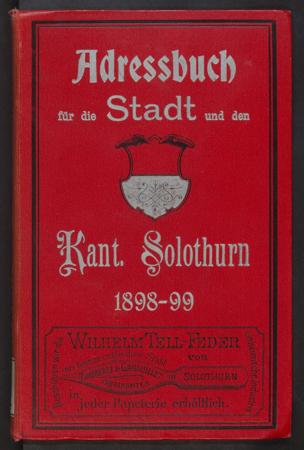 Adressbuch
für die Stadt und den
Kant. Solothurn
1898-99
WILHELM TELL-FEDER
von
in SOLOTHURN
in jeder Papeterie erhältlich.